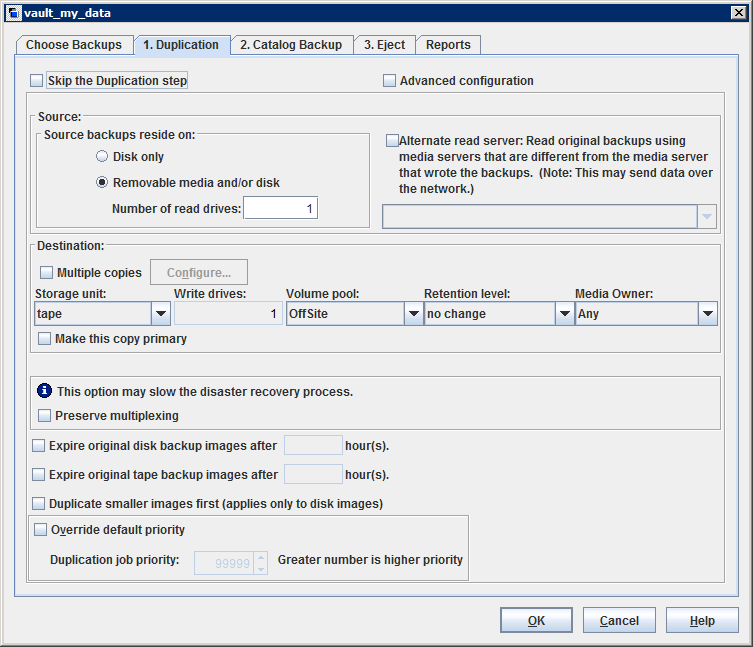 vault_my_data
Choose Backups
1. Duplication
2. Catalog Backup
3. Eject
Reports
Skip the Duplication step
Advanced configuration
Source:
Source backups reside on:
Disk only
Removable media and/or disk
Number of read drives:
1
Alternate read server: Read original backups using
media servers that are different from the media server
that wrote the backups. (Note: This may send data over
the network.)
Destination:
Multiple copies
Configure...
Storage unit:
Write drives:
Volume pool:
Retention level:
Media Owner:
tape
1
OffSite
no change
Any
Make this copy primary
This option may slow the disaster recovery process.
Preserve multiplexing
Expire original disk backup images after
hour(s).
Expire original tape backup images after
hour(s).
Duplicate smaller images first (applies only to disk images)
Override default priority
Duplication job priority:
99999
Greater number is higher priority
OK
Cancel
Help